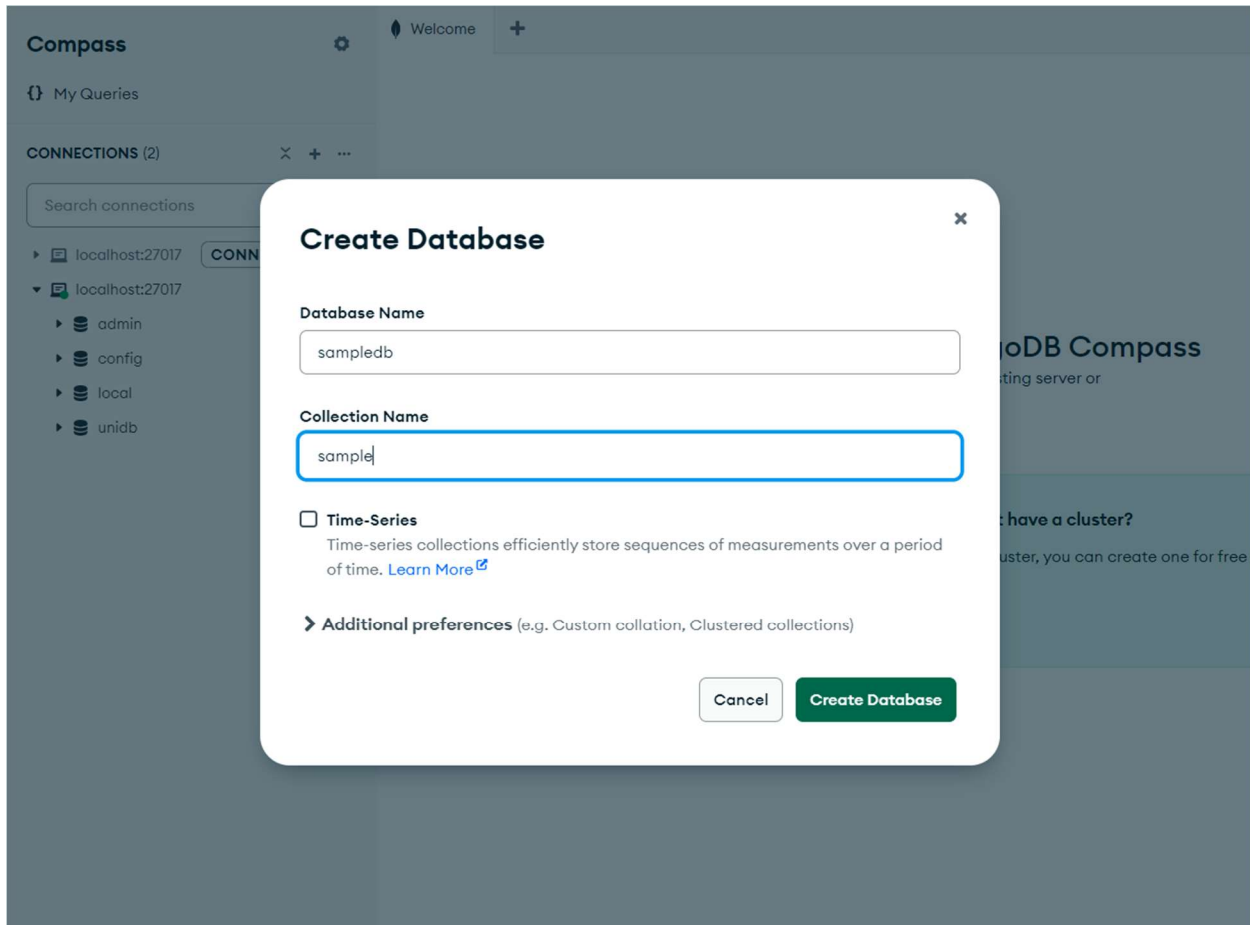 Compass
Welcome
My Queries
CONNECTIONS (2)
Search connections
localhost:27017 CONN
localhost:27017
admin
config
local
unidb
Create Database
Database Name
sampledb
Collection Name
sample
Time-Series
Time-series collections efficiently store sequences of measurements over a period
of time. Learn More
Additional preferences (e.g. Custom collation, Clustered collections)
Cancel Create Database
oDB Compass
ting server or
have a cluster?
uster, you can create one for free